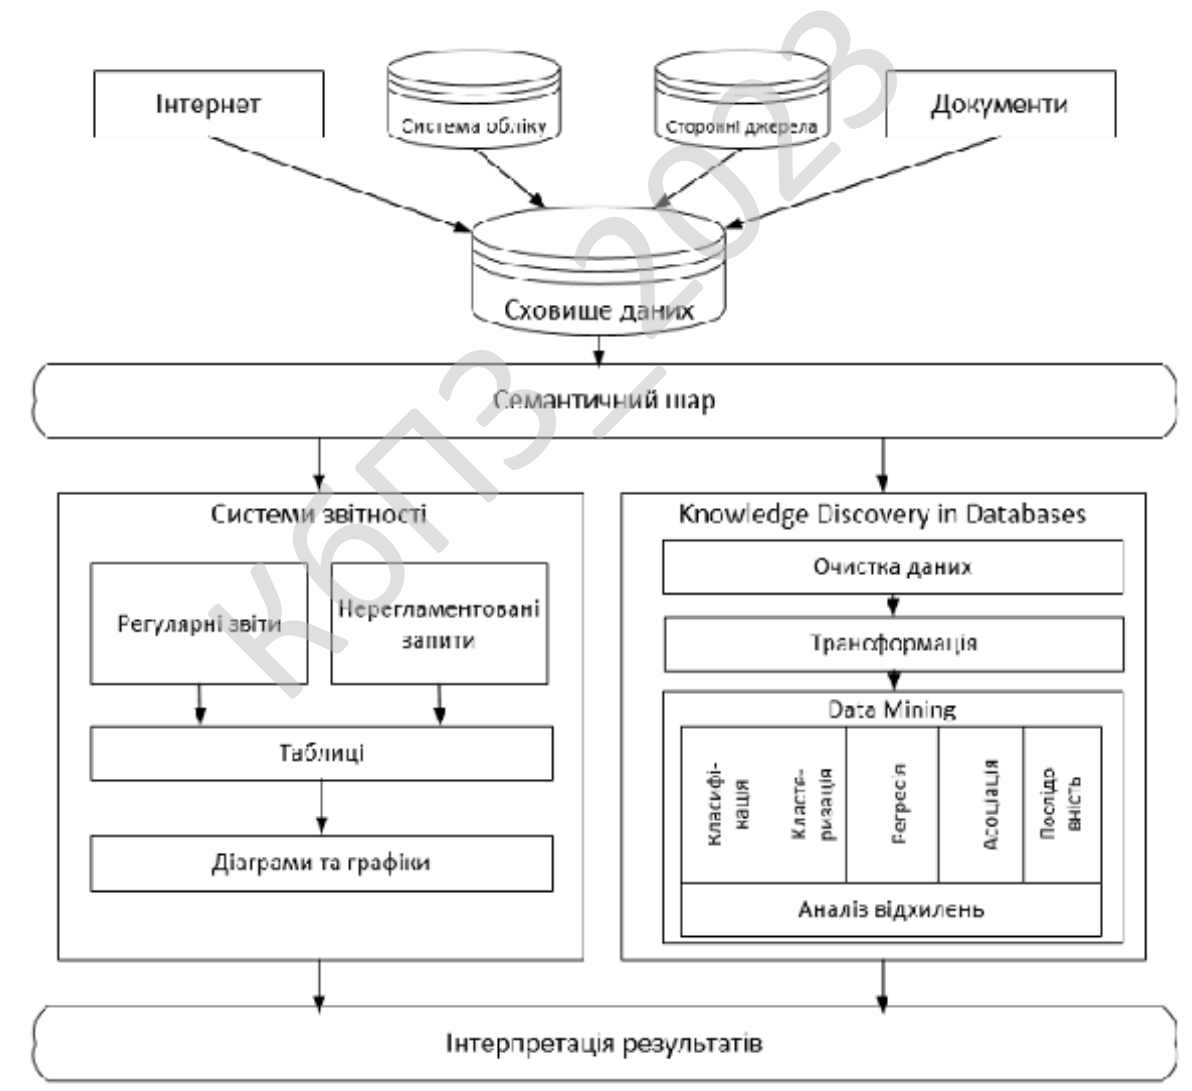 Інтернет
Система обліку
Сторонні джерела
Документи
Сховище даних
Семантичний шар
Системи звітності
Регулярні звіти
Нерегламентовані
запити
Таблиці
Діаграми та графіки
Knowledge Discovery in Databases
Очистка даних
Трансформація
Data Mining
Класифі-
кація
Класте-
ризація
Регресія
Асоціація
Послідо
вність
Аналіз відхилень
Інтерпретація результатів
КбПЗ_2023